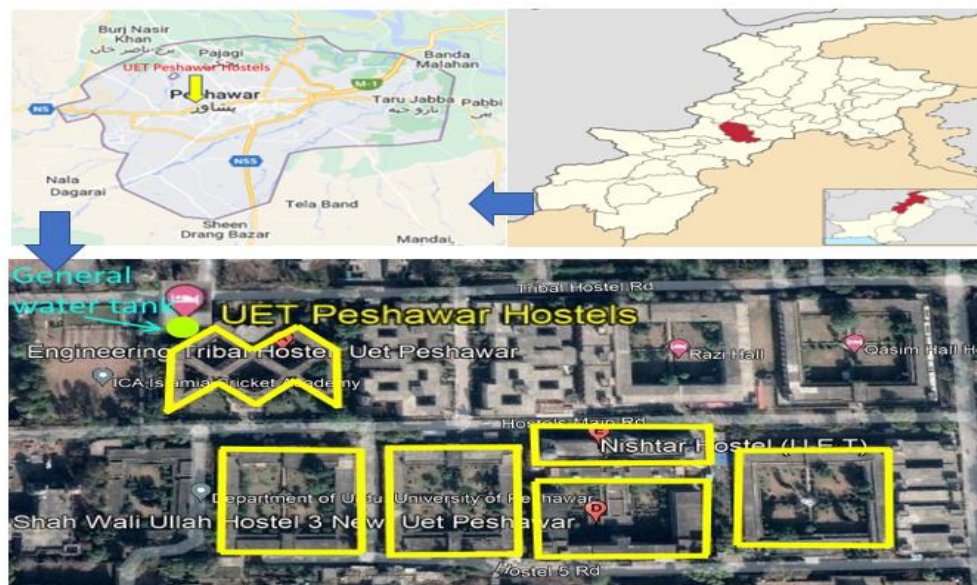 Burj Nasir
Khan
برج ناصر خان
Pajagi
UET Peshawar Hostels
Banda
Malahan
M-1
N5
Peshawar
پشاور
Taru Jabba
تارو جبه
Pabbi
پبی
N55
Nala
Dagarai
Tela Band
Sheen
Drang Bazar
Mandai,
General
water tank
Tribal Hostel Rd
UET Peshawar Hostels
Engineering Tribal Hostel Uet Peshawar
Razi Hall
Qasim Hall Ho
ICA Islamia Cricket Academy
Hostels Main Rd
Nishtar Hostel (U.E.T)
Department of Urdu, University of Peshawar
Shah Wali Ullah Hostel 3 New Uet Peshawar
D
Hostel 5 Rd